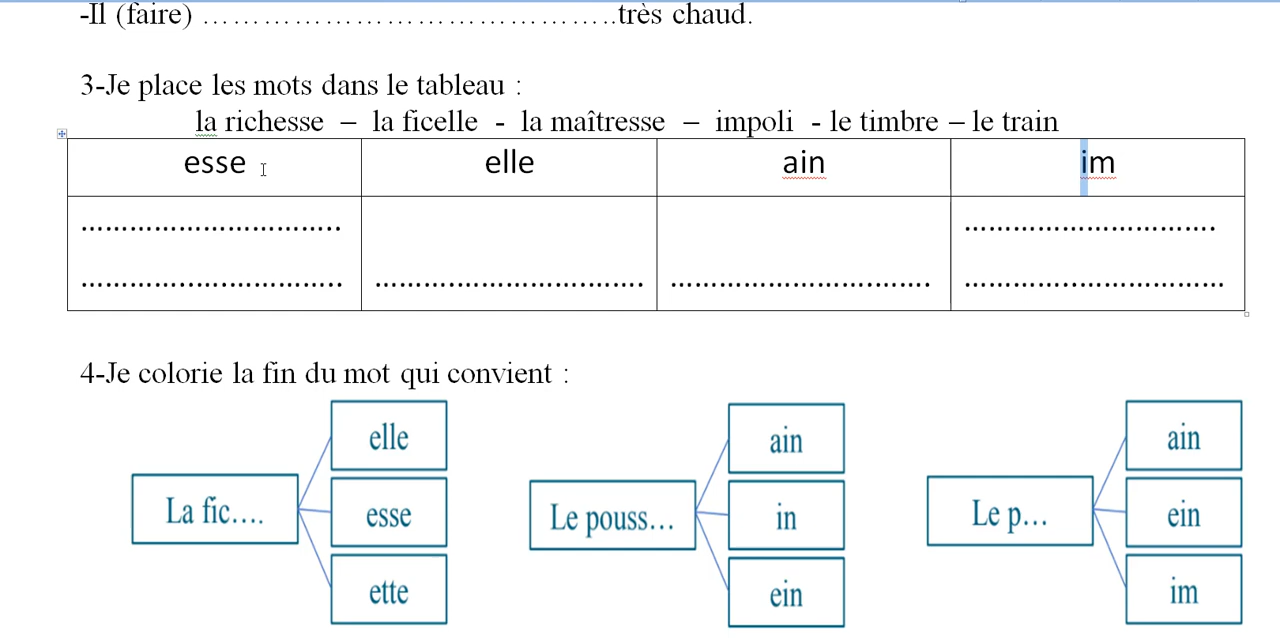 -Il (faire) ……………………………………..très chaud.
3-Je place les mots dans le tableau :
la richesse – la ficelle - la maîtresse – impoli - le timbre – le train
esse elle ain im
…………………………….. …………………………….
…………………………….. ……………………………… …………………………….. ………………………………
4-Je colorie la fin du mot qui convient :
elle ain ain
La fic…. esse Le pouss… in Le p… ein
ette ein im